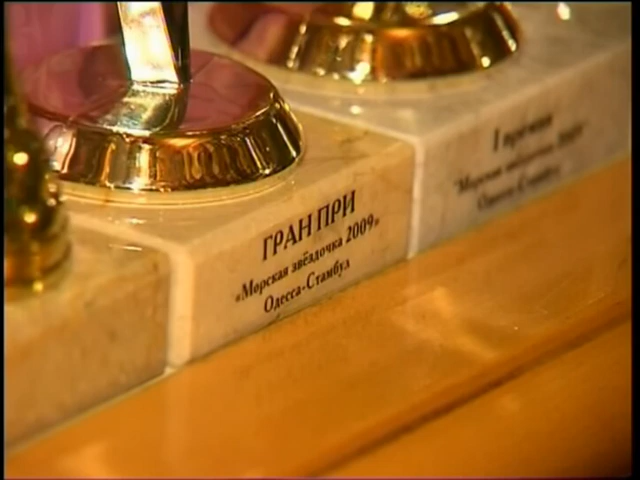 ГРАН ПРИ
«Морская звёздочка 2009»
Одесса-Стамбул
I премия
"Морская звёздочка 2009"
Одесса-Стамбул